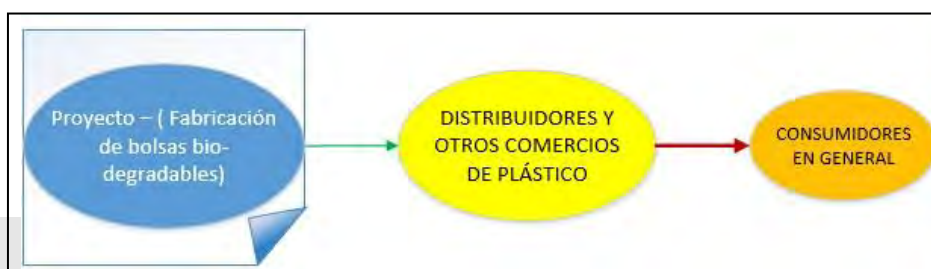 Proyecto – ( Fabricación
de bolsas bio-
degradables)
DISTRIBUIDORES Y
OTROS COMERCIOS
DE PLÁSTICO
CONSUMIDORES
EN GENERAL